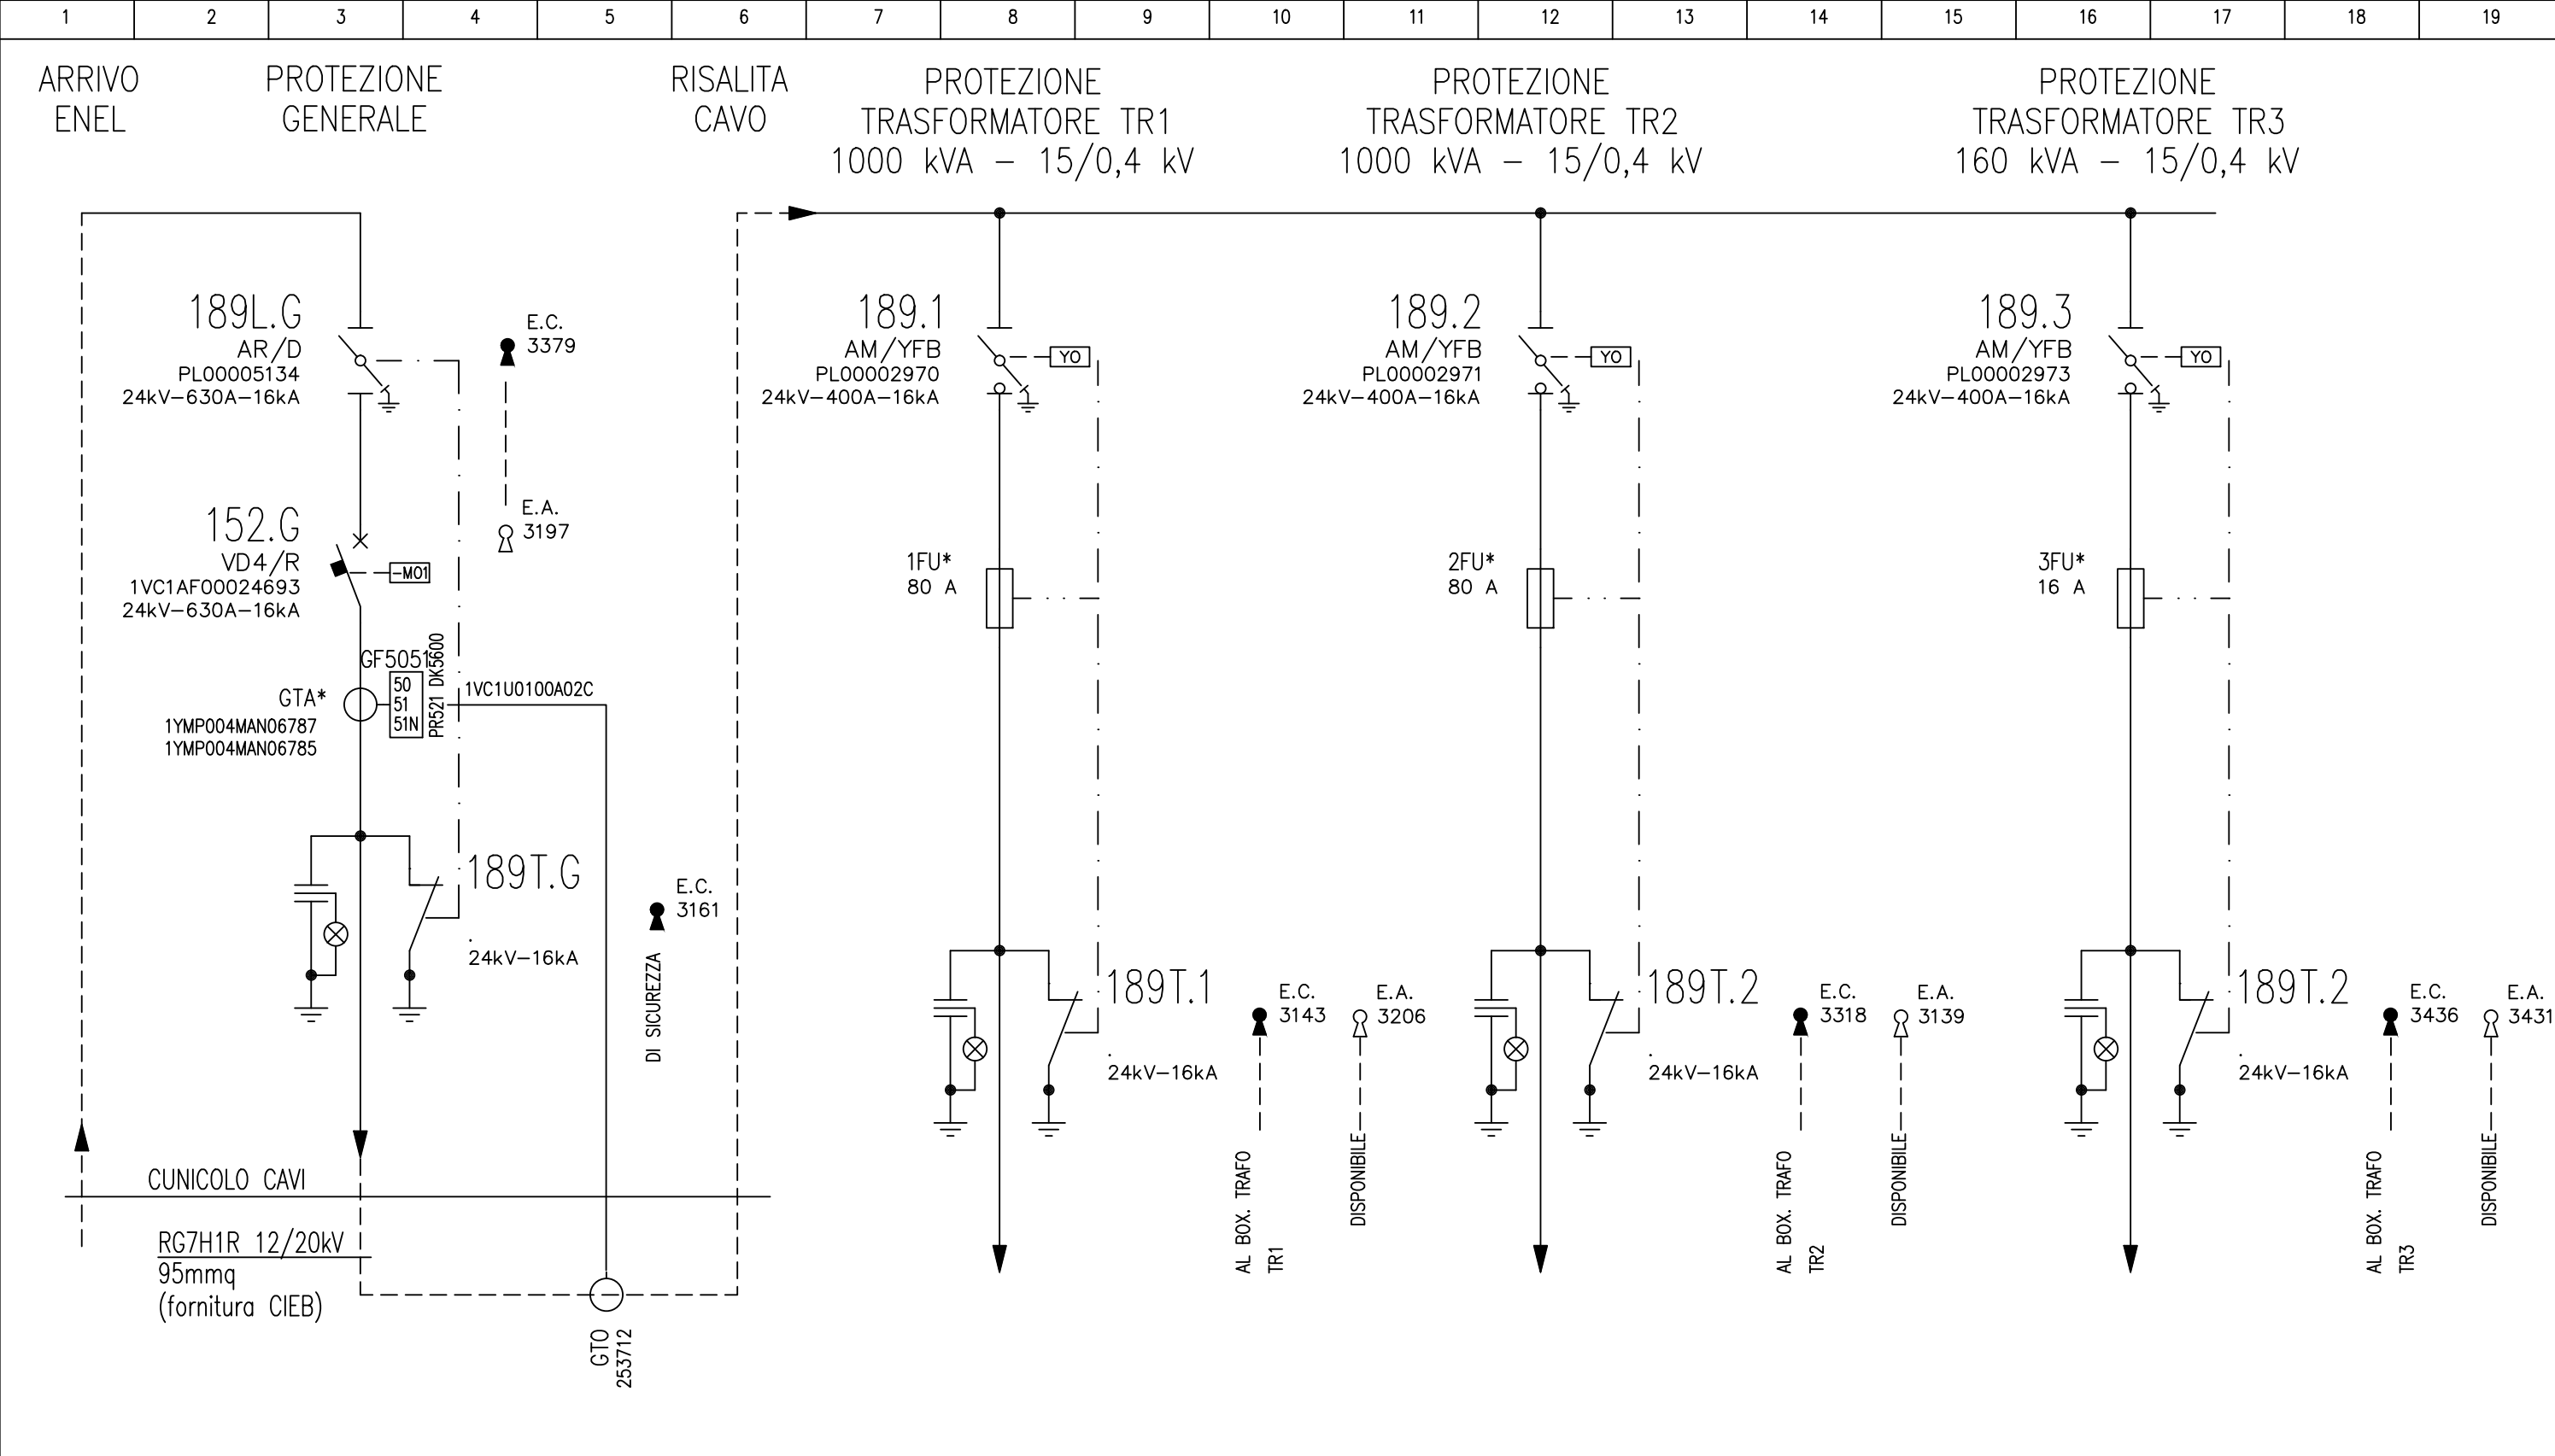 1 2 3 4 5 6 7 8 9 10 11 12 13 14 15 16 17 18 19
ARRIVO
ENEL
PROTEZIONE
GENERALE
RISALITA
CAVO
PROTEZIONE
TRASFORMATORE TR1
1000 kVA – 15/0,4 kV
PROTEZIONE
TRASFORMATORE TR2
1000 kVA – 15/0,4 kV
PROTEZIONE
TRASFORMATORE TR3
160 kVA – 15/0,4 kV
189L.G
AR/D
PL00005134
24kV–630A–16kA
E.C.
3379
E.A.
3197
152.G
VD4/R
1VC1AF00024693
24kV–630A–16kA
–MO1
GF5051
50
51
51N
PR521 DK5600
1VC1U0100A02C
GTA*
1YMP004MAN06787
1YMP004MAN06785
189T.G
24kV–16kA
E.C.
3161
DI SICUREZZA
CUNICOLO CAVI
RG7H1R 12/20kV
95mmq
(fornitura CIEB)
GTO
253712
189.1
AM/YFB
PL00002970
24kV–400A–16kA
YO
1FU*
80 A
189T.1
24kV–16kA
E.C.
3143
AL BOX. TRAFO
TR1
E.A.
3206
DISPONIBILE
189.2
AM/YFB
PL00002971
24kV–400A–16kA
YO
2FU*
80 A
189T.2
24kV–16kA
E.C.
3318
AL BOX. TRAFO
TR2
E.A.
3139
DISPONIBILE
189.3
AM/YFB
PL00002973
24kV–400A–16kA
YO
3FU*
16 A
189T.2
24kV–16kA
E.C.
3436
AL BOX. TRAFO
TR3
E.A.
3431
DISPONIBILE